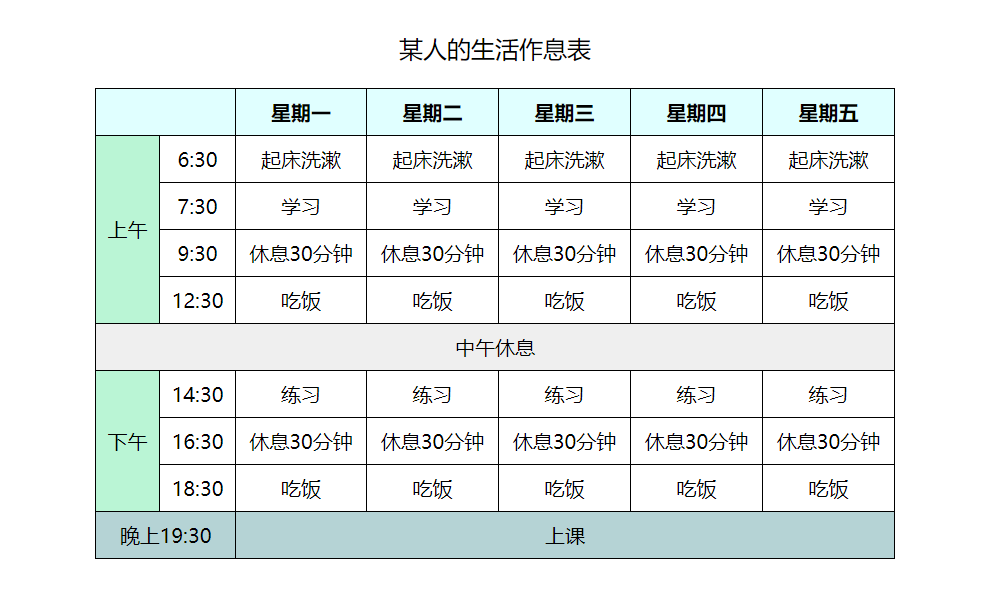 某人的生活作息表
星期一 星期二 星期三 星期四 星期五
上午 6:30 起床洗漱 起床洗漱 起床洗漱 起床洗漱 起床洗漱
7:30 学习 学习 学习 学习 学习
9:30 休息30分钟 休息30分钟 休息30分钟 休息30分钟 休息30分钟
12:30 吃饭 吃饭 吃饭 吃饭 吃饭
中午休息
下午 14:30 练习 练习 练习 练习 练习
16:30 休息30分钟 休息30分钟 休息30分钟 休息30分钟 休息30分钟
18:30 吃饭 吃饭 吃饭 吃饭 吃饭
晚上19:30 上课